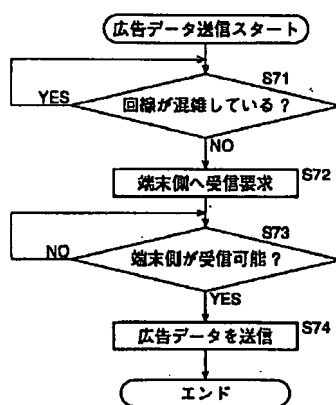 広告データ送信スタート
S71
YES
回線が混雑している？
NO
S72
端末側へ受信要求
S73
NO
端末側が受信可能？
YES
広告データを送信
S74
エンド